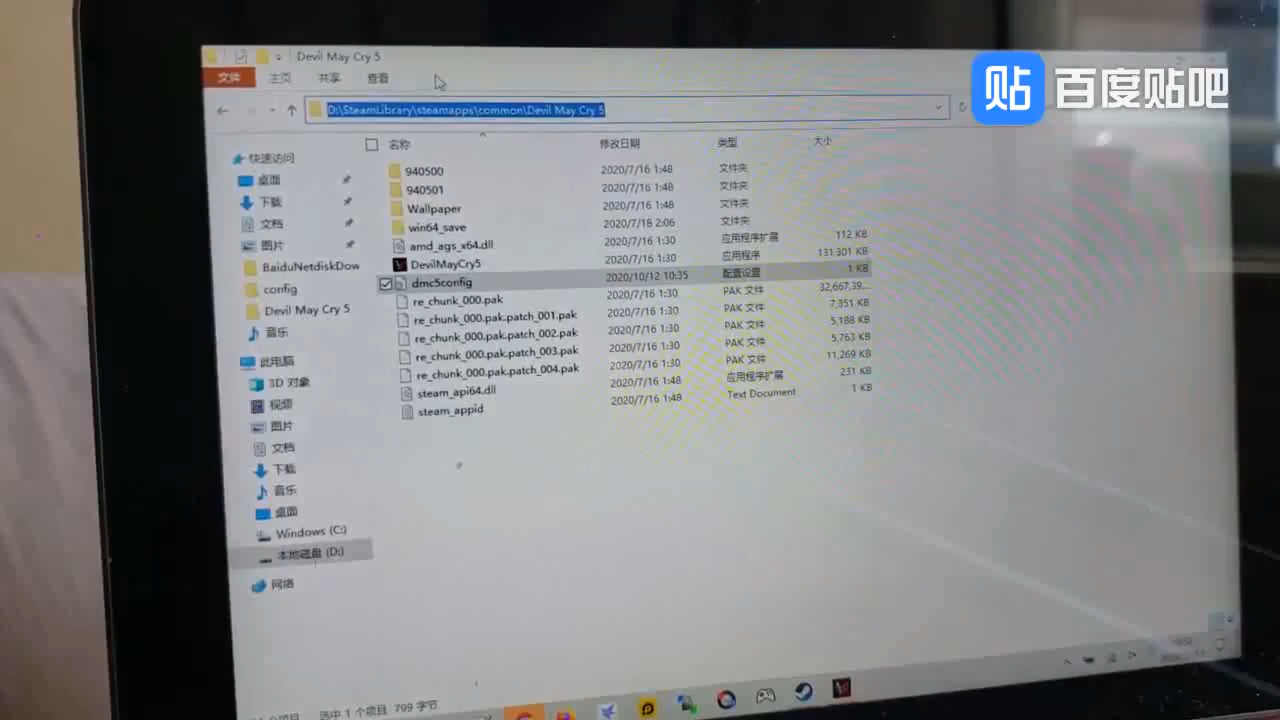 Devil May Cry 5
文件 主页 共享 查看
贴 百度贴吧
D:\SteamLibrary\steamapps\common\Devil May Cry 5
名称 修改日期 类型 大小
940500 2020/7/16 1:48 文件夹
940501 2020/7/16 1:48 文件夹
Wallpaper 2020/7/16 1:48 文件夹
win64_save 2020/7/18 2:06 文件夹
amd_ags_x64.dll 2020/7/16 1:30 应用程序扩展 112 KB
DevilMayCry5 2020/7/16 1:30 应用程序 131,301 KB
dmc5config 2020/10/12 10:35 配置设置 1 KB
re_chunk_000.pak 2020/7/16 1:30 PAK 文件 32,667,39...
re_chunk_000.pak.patch_001.pak 2020/7/16 1:30 PAK 文件 7,351 KB
re_chunk_000.pak.patch_002.pak 2020/7/16 1:30 PAK 文件 5,188 KB
re_chunk_000.pak.patch_003.pak 2020/7/16 1:30 PAK 文件 5,763 KB
re_chunk_000.pak.patch_004.pak 2020/7/16 1:30 PAK 文件 11,269 KB
steam_api64.dll 2020/7/16 1:48 应用程序扩展 231 KB
steam_appid 2020/7/16 1:48 Text Document 1 KB
快速访问
桌面
下载
文档
图片
BaiduNetdiskDow
config
Devil May Cry 5
音乐
此电脑
3D 对象
视频
图片
文档
下载
音乐
桌面
Windows (C:)
本地磁盘 (D:)
网络
个项目 选中 1 个项目 799 字节